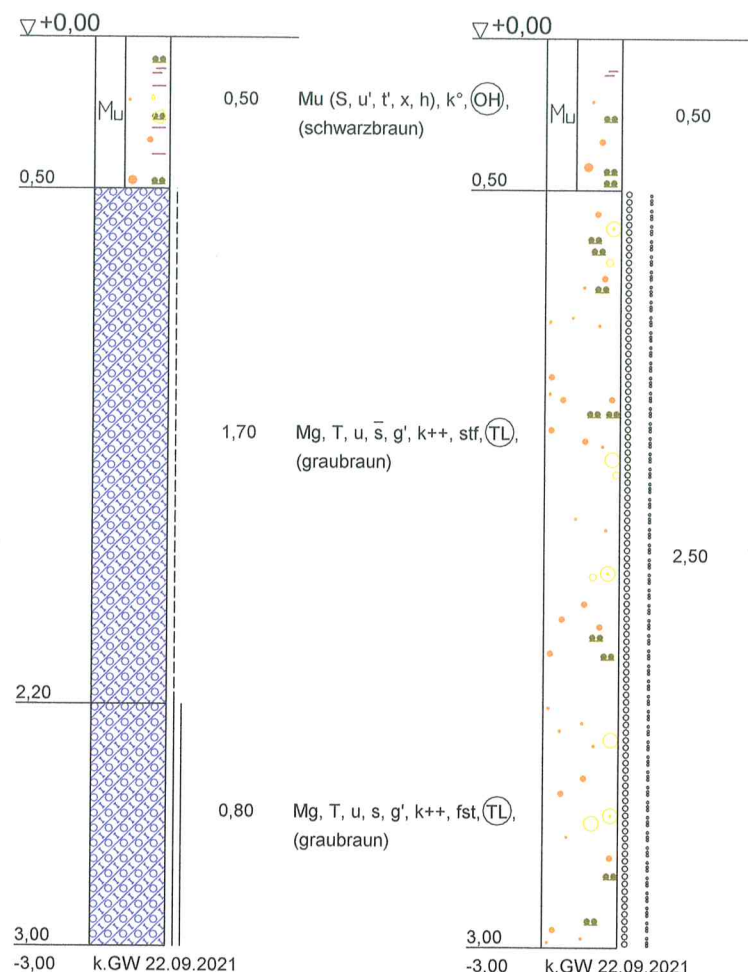 +0,00
Mu
0,50
Mu (S, u', t', x, h), k°, OH,
(schwarzbraun)
0,50
1,70
Mg, T, u, s̄, g', k++, stf, TL,
(graubraun)
2,20
0,80
Mg, T, u, s, g', k++, fst, TL,
(graubraun)
3,00
-3,00 k.GW 22.09.2021
+0,00
Mu
0,50
0,50
2,50
3,00
-3,00 k.GW 22.09.2021